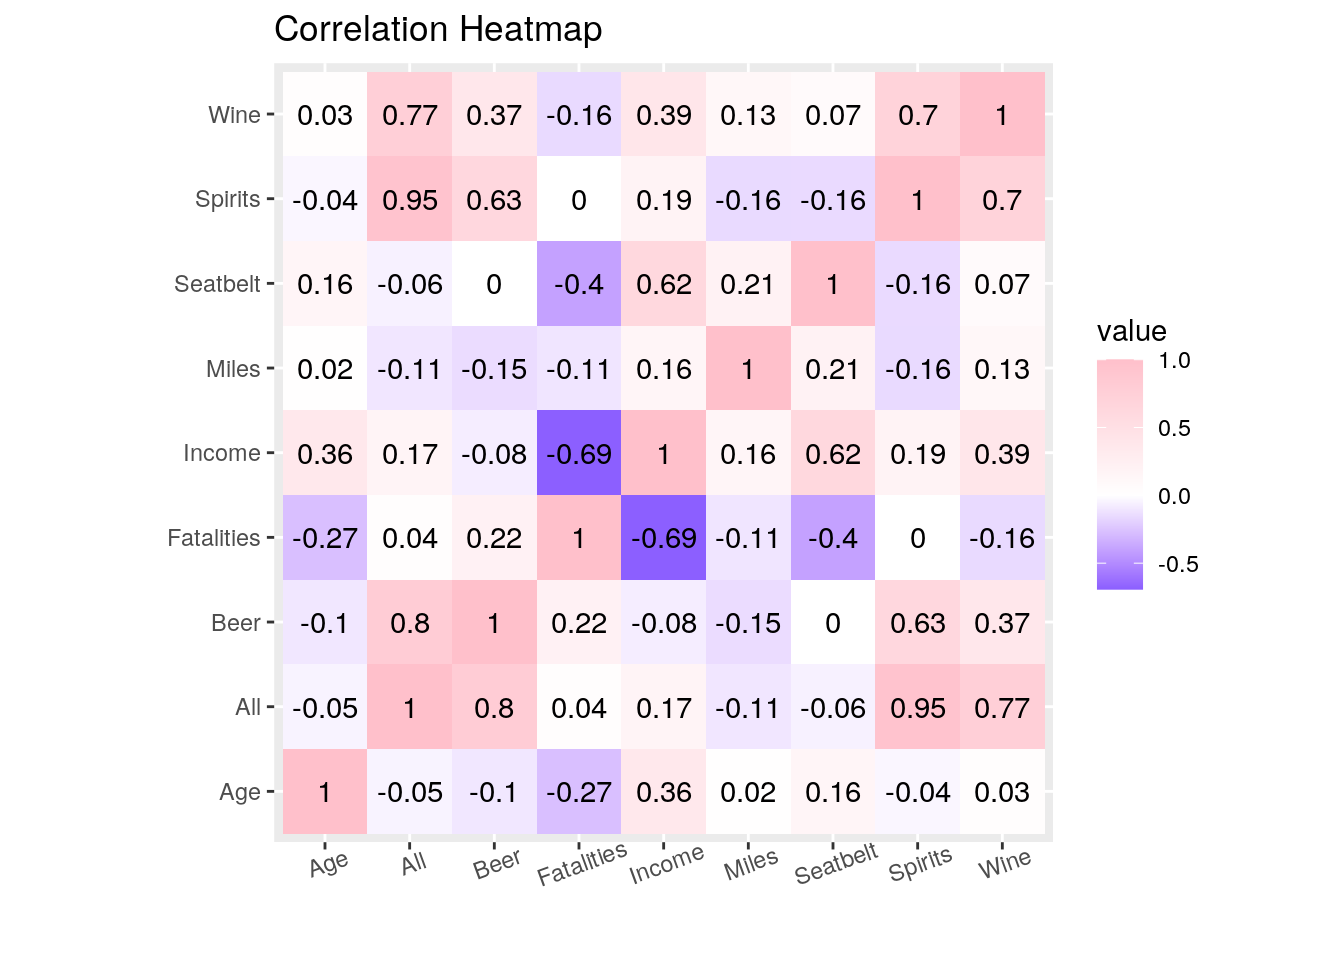 Correlation Heatmap
Wine 0.03 0.77 0.37 -0.16 0.39 0.13 0.07 0.7 1
Spirits -0.04 0.95 0.63 0 0.19 -0.16 -0.16 1 0.7
Seatbelt 0.16 -0.06 0 -0.4 0.62 0.21 1 -0.16 0.07
Miles 0.02 -0.11 -0.15 -0.11 0.16 1 0.21 -0.16 0.13
Income 0.36 0.17 -0.08 -0.69 1 0.16 0.62 0.19 0.39
Fatalities -0.27 0.04 0.22 1 -0.69 -0.11 -0.4 0 -0.16
Beer -0.1 0.8 1 0.22 -0.08 -0.15 0 0.63 0.37
All -0.05 1 0.8 0.04 0.17 -0.11 -0.06 0.95 0.77
Age 1 -0.05 -0.1 -0.27 0.36 0.02 0.16 -0.04 0.03
Age All Beer Fatalities Income Miles Seatbelt Spirits Wine
value
1.0
0.5
0.0
-0.5